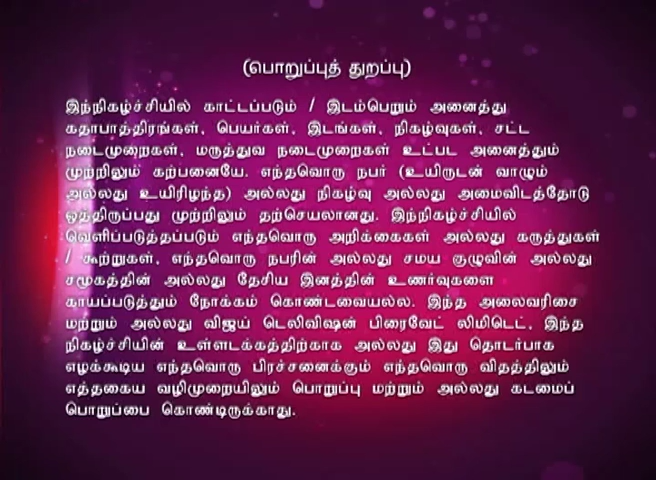 (பொறுப்புத் துறப்பு)
இந்நிகழ்ச்சியில் காட்டப்படும் / இடம்பெறும் அனைத்து
கதாபாத்திரங்கள், பெயர்கள், இடங்கள், நிகழ்வுகள், சட்ட
நடைமுறைகள், மருத்துவ நடைமுறைகள் உட்பட அனைத்தும்
முற்றிலும் கற்பனையே. எந்தவொரு நபர் (உயிருடன் வாழும்
அல்லது உயிரிழந்த) அல்லது நிகழ்வு அல்லது அமைவிடத்தோடு
ஒத்திருப்பது முற்றிலும் தற்செயலானது. இந்நிகழ்ச்சியில்
வெளிப்படுத்தப்படும் எந்தவொரு அறிக்கைகள் அல்லது கருத்துகள்
/ கூற்றுகள், எந்தவொரு நபரின் அல்லது சமய குழுவின் அல்லது
சமூகத்தின் அல்லது தேசிய இனத்தின் உணர்வுகளை
காயப்படுத்தும் நோக்கம் கொண்டவையல்ல. இந்த அலைவரிசை
மற்றும் அல்லது விஜய் டெலிவிஷன் பிரைவேட் லிமிடெட், இந்த
நிகழ்ச்சியின் உள்ளடக்கத்திற்காக அல்லது இது தொடர்பாக
எழக்கூடிய எந்தவொரு பிரச்சனைக்கும் எந்தவொரு விதத்திலும்
எத்தகைய வழிமுறையிலும் பொறுப்பு மற்றும் அல்லது கடமைப்
பொறுப்பை கொண்டிருக்காது.